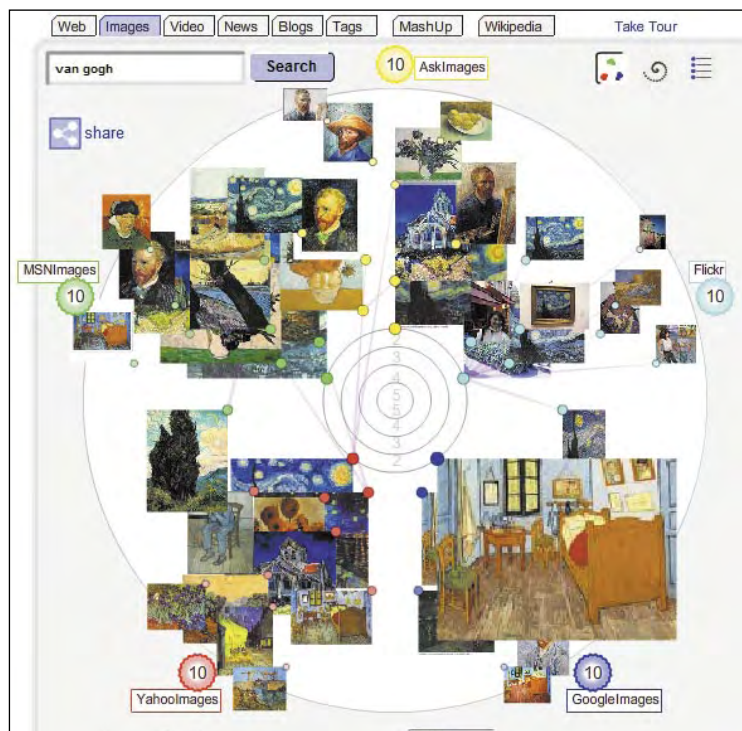 Web Images Video News Blogs Tags MashUp Wikipedia Take Tour
van gogh Search
10 AskImages
share
MSNImages
10
Flickr
10
2
3
4
5
5
4
3
2
10
YahooImages
10
GoogleImages